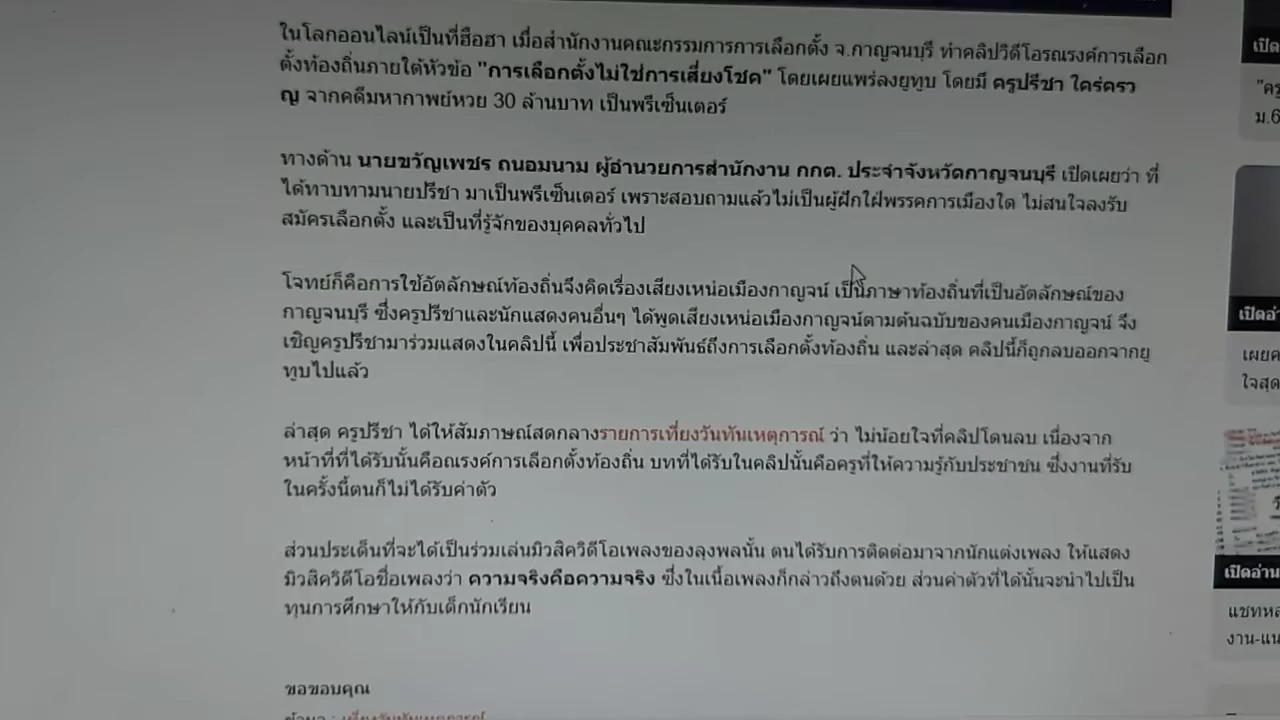 ในโลกออนไลน์เป็นที่ฮือฮา เมื่อสำนักงานคณะกรรมการการเลือกตั้ง จ.กาญจนบุรี ทำคลิปวิดีโอรณรงค์การเลือก
ตั้งท้องถิ่นภายใต้หัวข้อ "การเลือกตั้งไม่ใช่การเสี่ยงโชค" โดยเผยแพร่ลงยูทูบ โดยมี ครูปรีชา ใคร่ครว
ญ จากคดีมหากาพย์หวย 30 ล้านบาท เป็นพรีเซ็นเตอร์
ทางด้าน นายขวัญเพชร ถนอมนาม ผู้อำนวยการสำนักงาน กกต. ประจำจังหวัดกาญจนบุรี เปิดเผยว่า ที่
ได้ทาบทามนายปรีชา มาเป็นพรีเซ็นเตอร์ เพราะสอบถามแล้วไม่เป็นผู้ฝักใฝ่พรรคการเมืองใด ไม่สนใจลงรับ
สมัครเลือกตั้ง และเป็นที่รู้จักของบุคคลทั่วไป
โจทย์ก็คือการใช้อัตลักษณ์ท้องถิ่นจึงคิดเรื่องเสียงเหน่อเมืองกาญจน์ เป็นภาษาท้องถิ่นที่เป็นอัตลักษณ์ของ
กาญจนบุรี ซึ่งครูปรีชาและนักแสดงคนอื่นๆ ได้พูดเสียงเหน่อเมืองกาญจน์ตามต้นฉบับของคนเมืองกาญจน์ จึง
เชิญครูปรีชามาร่วมแสดงในคลิปนี้ เพื่อประชาสัมพันธ์ถึงการเลือกตั้งท้องถิ่น และล่าสุด คลิปนี้ก็ถูกลบออกจากยู
ทูบไปแล้ว
ล่าสุด ครูปรีชา ได้ให้สัมภาษณ์สดกลางรายการเที่ยงวันทันเหตุการณ์ ว่า ไม่น้อยใจที่คลิปโดนลบ เนื่องจาก
หน้าที่ที่ได้รับนั้นคือณรงค์การเลือกตั้งท้องถิ่น บทที่ได้รับในคลิปนั้นคือครูที่ให้ความรู้กับประชาชน ซึ่งงานที่รับ
ในครั้งนี้ตนก็ไม่ได้รับค่าตัว
ส่วนประเด็นที่จะได้เป็นร่วมเล่นมิวสิควิดีโอเพลงของลุงพลนั้น ตนได้รับการติดต่อมาจากนักแต่งเพลง ให้แสดง
มิวสิควิดีโอชื่อเพลงว่า ความจริงคือความจริง ซึ่งในเนื้อเพลงก็กล่าวถึงตนด้วย ส่วนค่าตัวที่ได้นั้นจะนำไปเป็น
ทุนการศึกษาให้กับเด็กนักเรียน
ขอขอบคุณ
เปิด
"ครู
ม.6
เปิดอ่า
เผยค
ใจสุด
เปิดอ่าน
แชทหล
งาน-แน